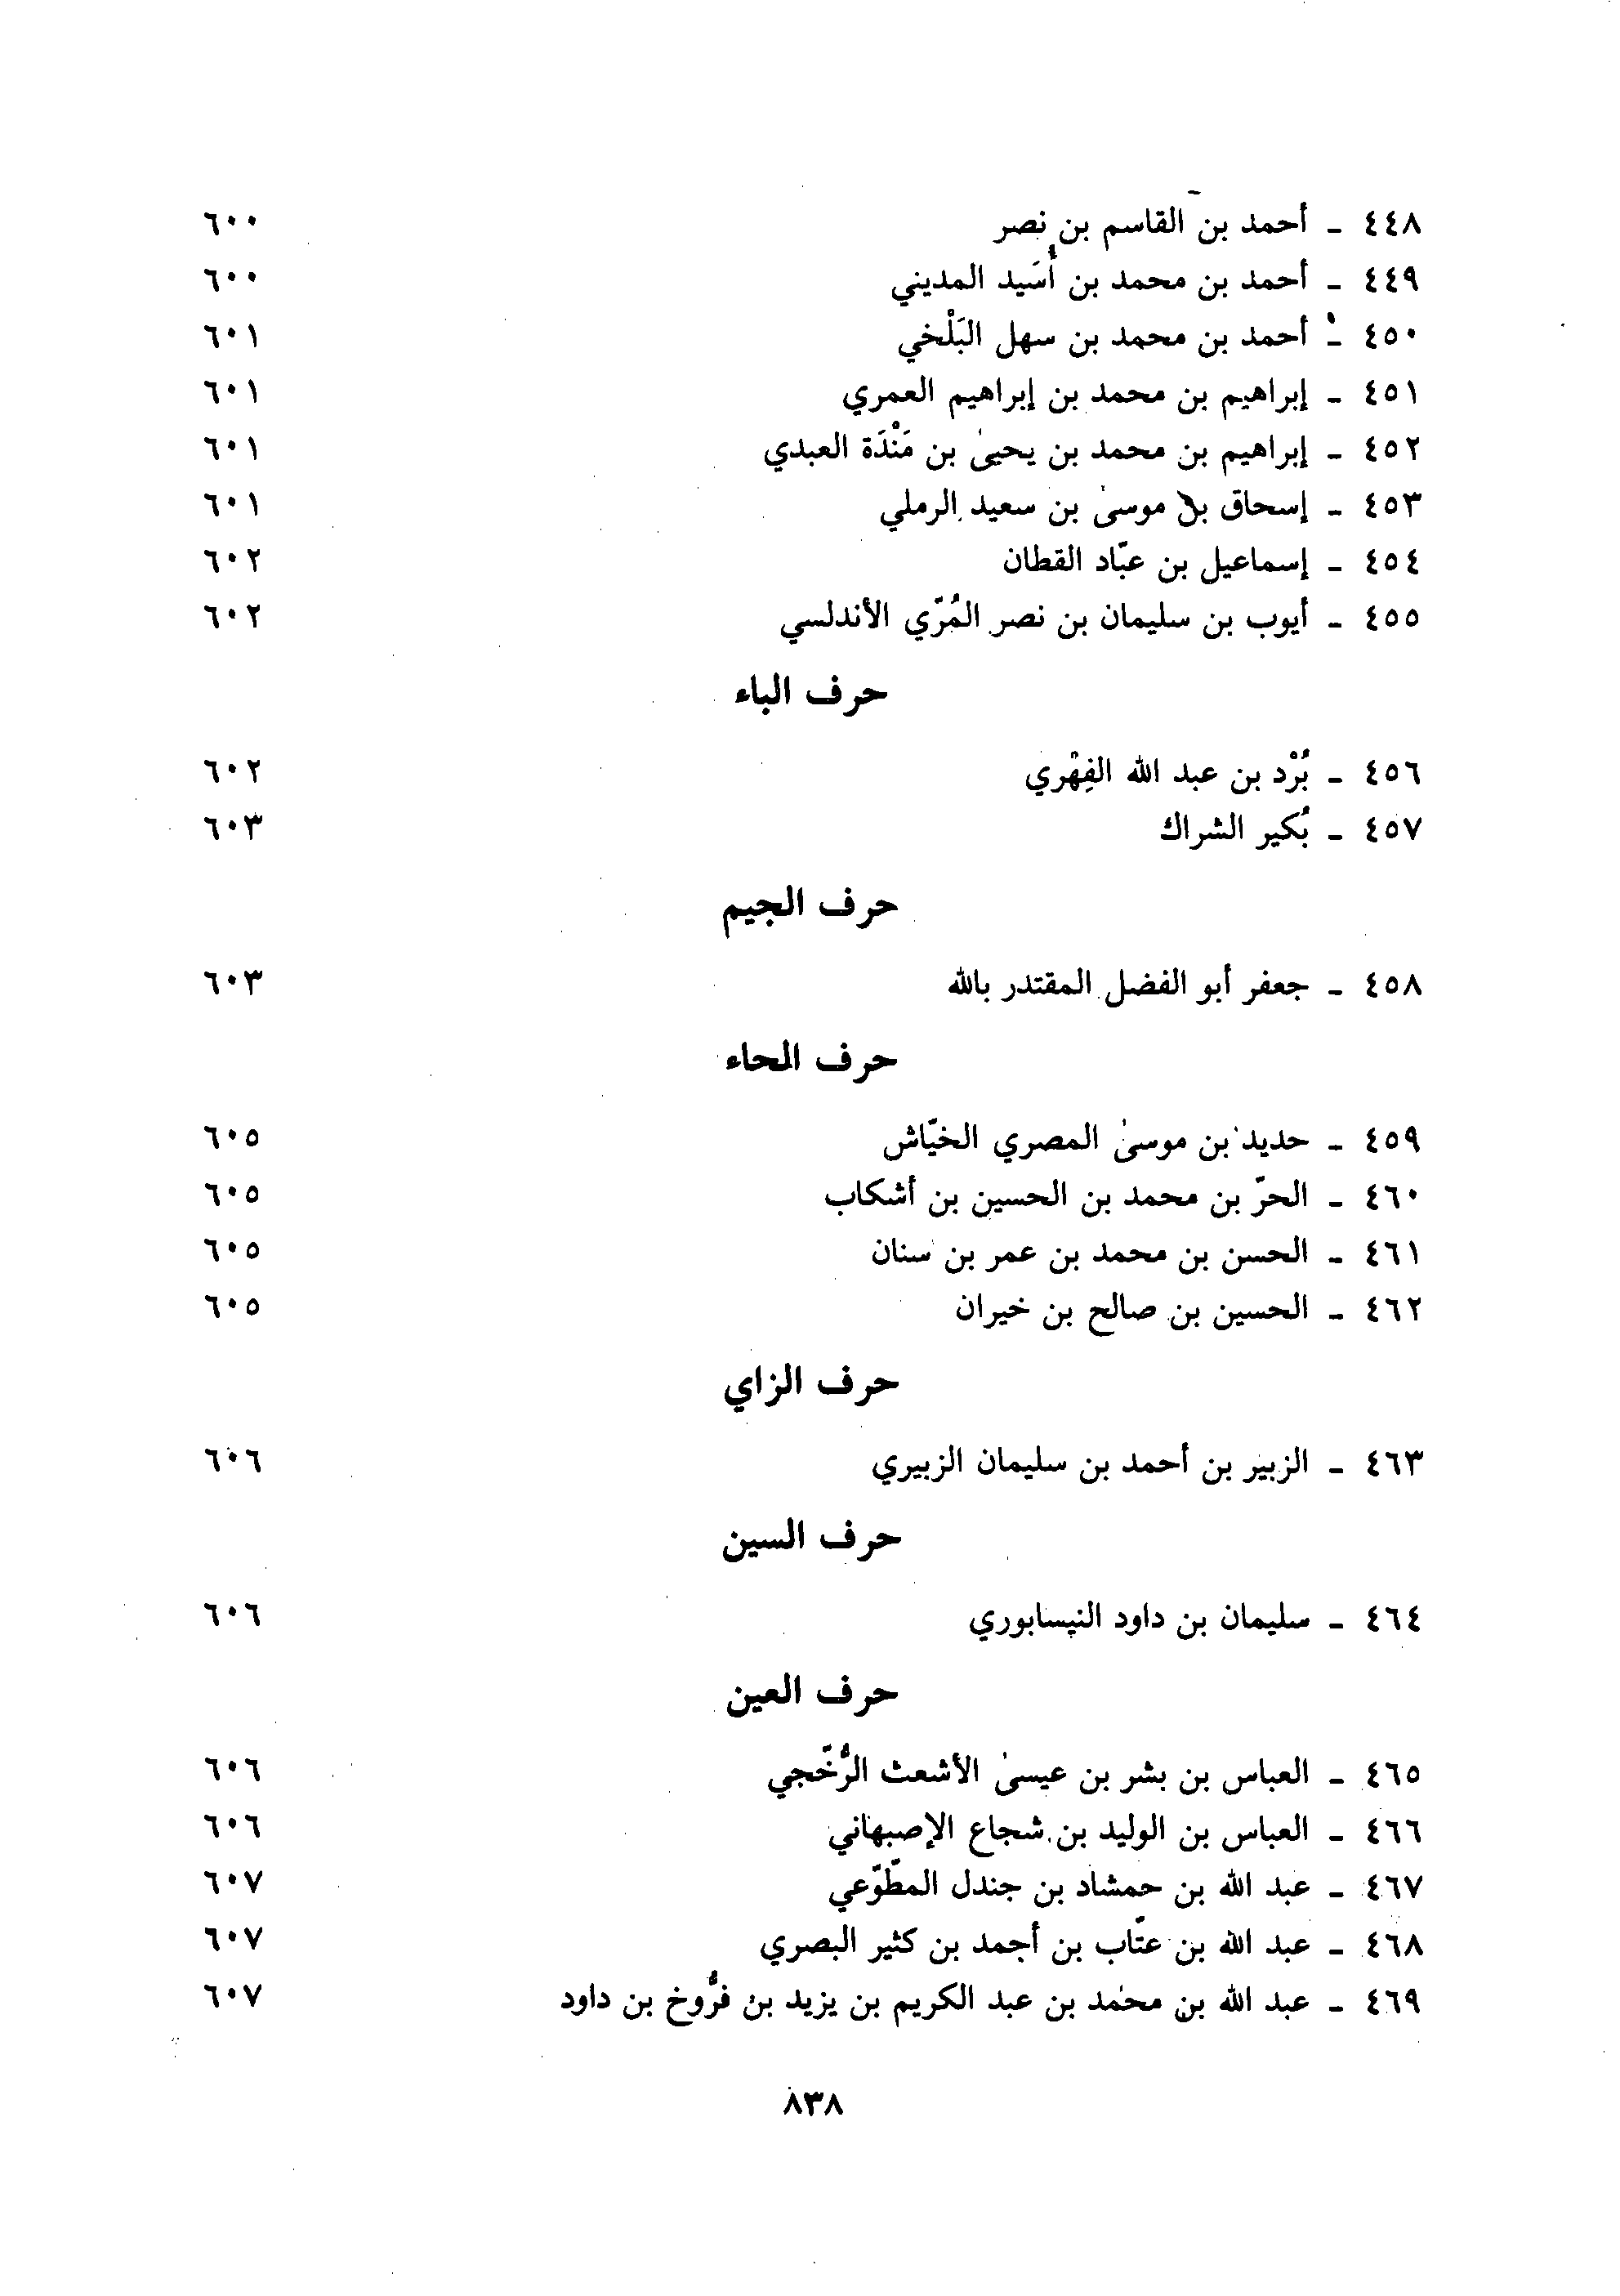 ٤٤٨ - أحمد بن القاسم بن نصر ٦٠٠
٤٤٩ - أحمد بن محمد بن أُسَيد المديني ٦٠٠
٤٥٠ - أحمد بن محمد بن سهل البَلْخي ٦٠١
٤٥١ - إبراهيم بن محمد بن إبراهيم العمري ٦٠١
٤٥٢ - إبراهيم بن محمد بن يحيىٰ بن مَنْدَة العبدي ٦٠١
٤٥٣ - إسحاق بن موسىٰ بن سعيد الرملي ٦٠١
٤٥٤ - إسماعيل بن عبّاد القطان ٦٠٢
٤٥٥ - أيوب بن سليمان بن نصر المُرّي الأندلسي ٦٠٢
حرف الباء
٤٥٦ - بُرْد بن عبد الله الفِهْري ٦٠٢
٤٥٧ - بُكير الشراك ٦٠٣
حرف الجيم
٤٥٨ - جعفر أبو الفضل المقتدر بالله ٦٠٣
حرف الحاء
٤٥٩ - حديد بن موسىٰ المصري الخيّاش ٦٠٥
٤٦٠ - الحرّ بن محمد بن الحسين بن أشكاب ٦٠٥
٤٦١ - الحسن بن محمد بن عمر بن سنان ٦٠٥
٤٦٢ - الحسين بن صالح بن خيران ٦٠٥
حرف الزاي
٤٦٣ - الزبير بن أحمد بن سليمان الزبيري ٦٠٦
حرف السين
٤٦٤ - سليمان بن داود النيسابوري ٦٠٦
حرف العين
٤٦٥ - العباس بن بشر بن عيسىٰ الأشعث الرُّخّجي ٦٠٦
٤٦٦ - العباس بن الوليد بن شجاع الإصبهاني ٦٠٦
٤٦٧ - عبد الله بن حمشاد بن جندل المطّوّعي ٦٠٧
٤٦٨ - عبد الله بن عتّاب بن أحمد بن كثير البصري ٦٠٧
٤٦٩ - عبد الله بن محمد بن عبد الكريم بن يزيد بن فرُّوخ بن داود ٦٠٧
٨٣٨